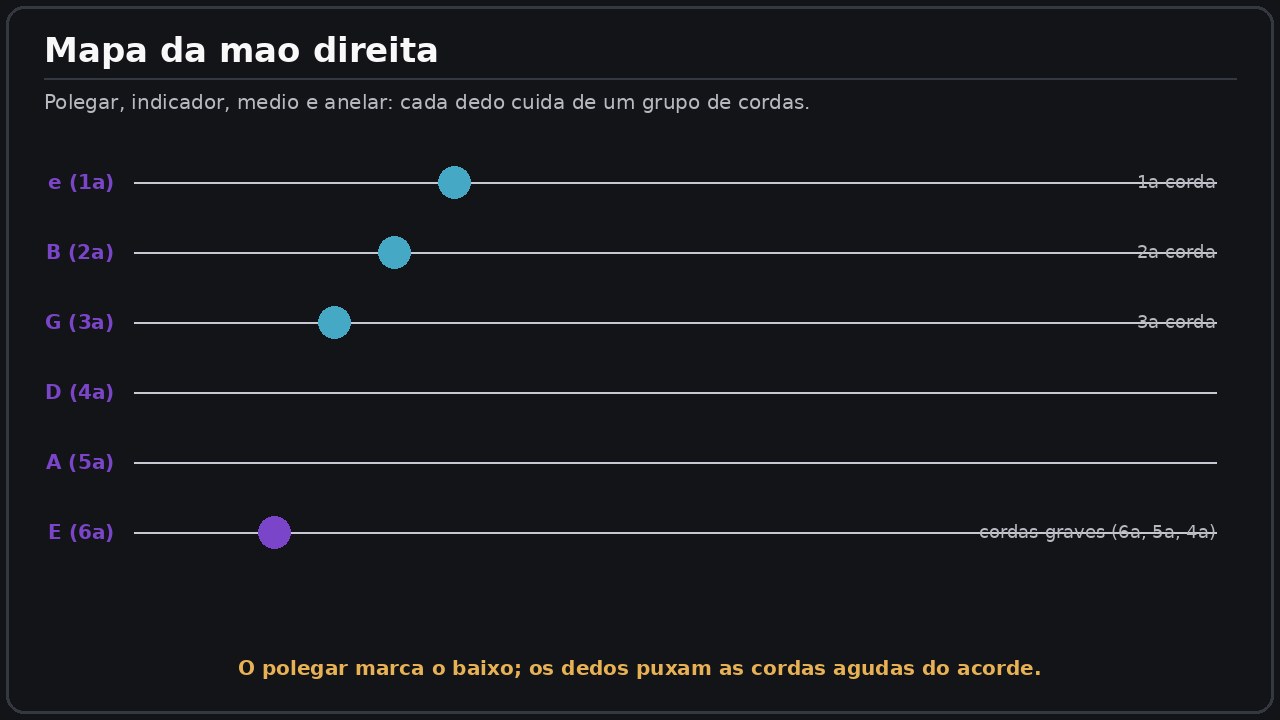 Mapa da mao direita
Polegar, indicador, medio e anelar: cada dedo cuida de um grupo de cordas.
e (1a) 1a corda
B (2a) 2a corda
G (3a) 3a corda
D (4a)
A (5a)
E (6a) cordas graves (6a, 5a, 4a)
O polegar marca o baixo; os dedos puxam as cordas agudas do acorde.